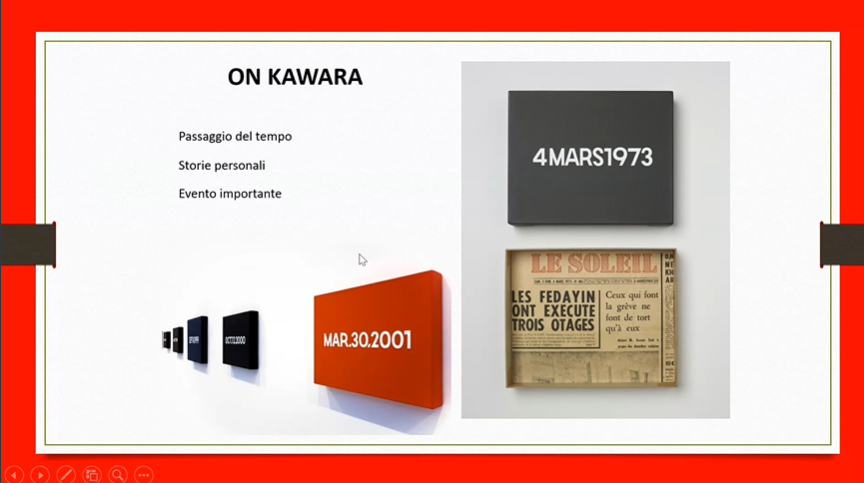 ON KAWARA
Passaggio del tempo
Storie personali
Evento importante
4MARS1973
LE SOLEIL
LES FEDAYIN
ONT EXECUTE
TROIS OTAGES
Ceux qui font
la grève ne
font de tort
qu'à eux
MAR.30.2001